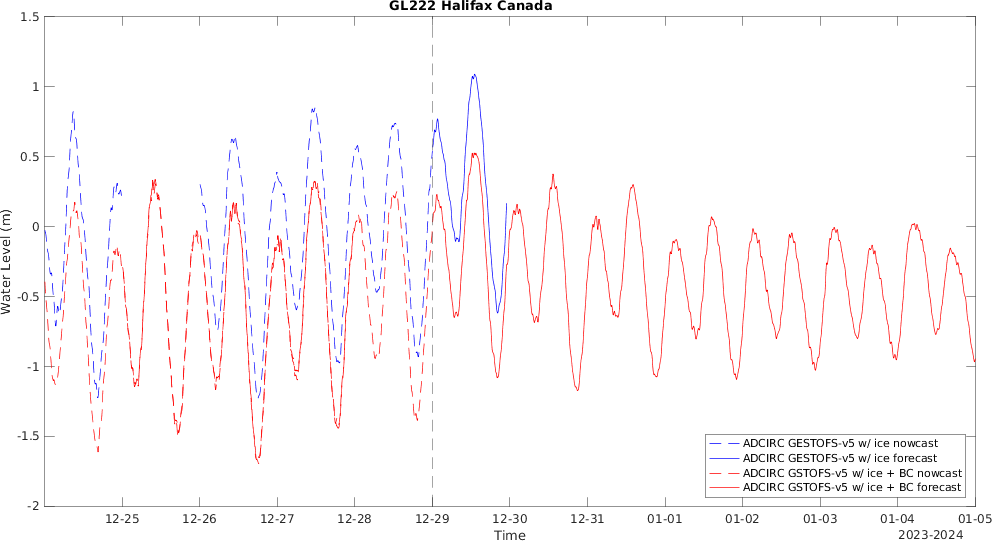 GL222 Halifax Canada
1.5
1
0.5
0
-0.5
-1
-1.5
-2
Water Level (m)
12-25 12-26 12-27 12-28 12-29 12-30 12-31 01-01 01-02 01-03 01-04 01-05
Time
2023-2024
ADCIRC GESTOFS-v5 w/ ice nowcast
ADCIRC GESTOFS-v5 w/ ice forecast
ADCIRC GSTOFS-v5 w/ ice + BC nowcast
ADCIRC GSTOFS-v5 w/ ice + BC forecast